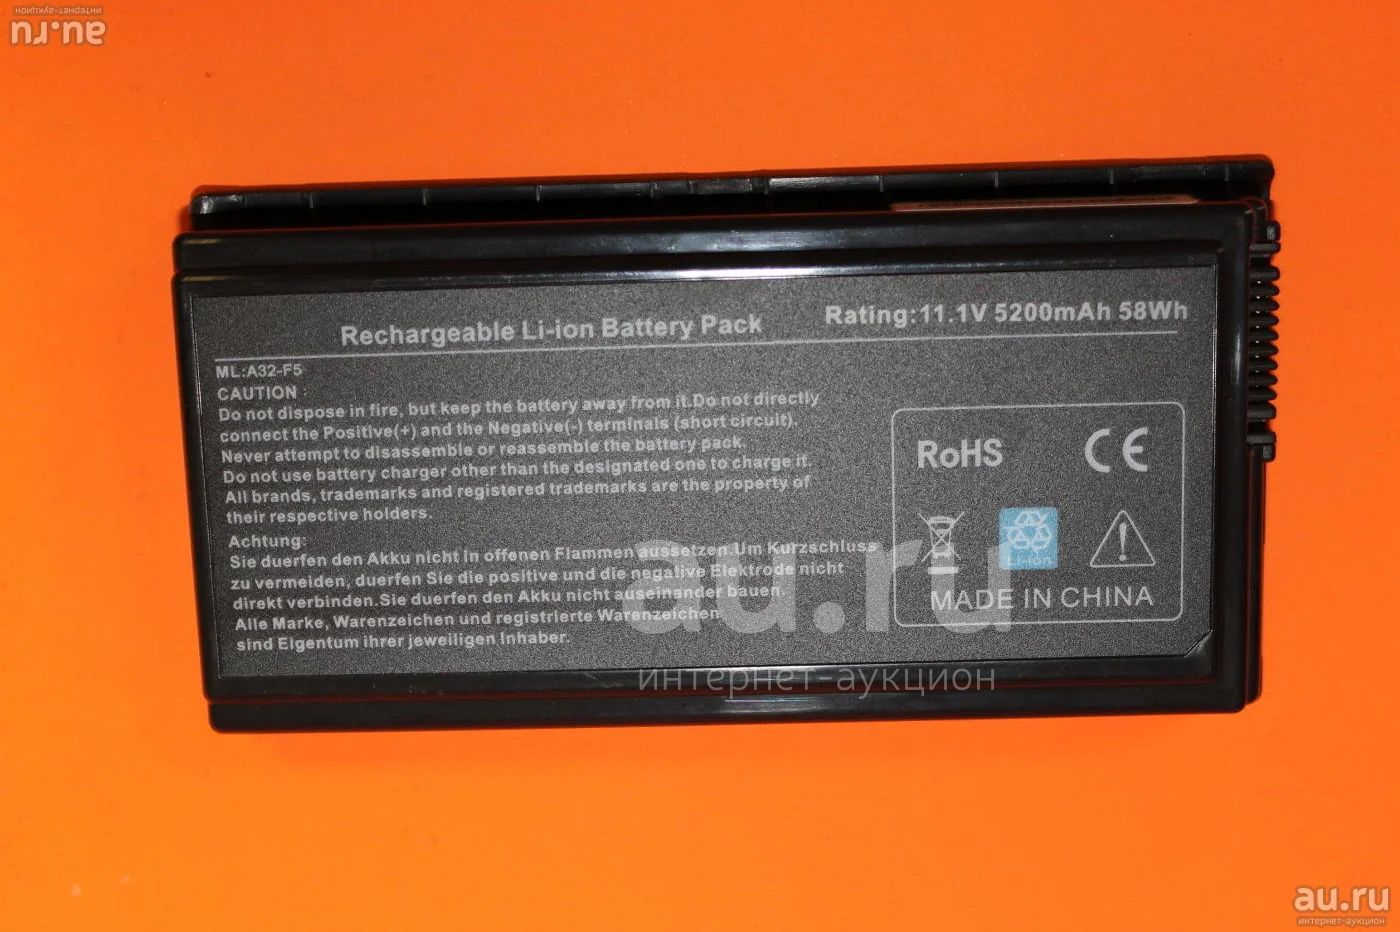 интернет-аукцион
au.ru
Rechargeable Li-ion Battery Pack
Rating:11.1V 5200mAh 58Wh
ML:A32-F5
CAUTION :
Do not dispose in fire, but keep the battery away from it.Do not directly
connect the Positive(+) and the Negative(-) terminals (short circuit).
Never attempt to disassemble or reassemble the battery pack.
Do not use battery charger other than the designated one to charge it.
All brands, trademarks and registered trademarks are the property of
their respective holders.
Achtung:
Sie duerfen den Akku nicht in offenen Flammen aussetzen.Um Kurzschluss
zu vermeiden, duerfen Sie die positive und die negative Elektrode nicht
direkt verbinden.Sie duerfen den Akku nicht auseinander bauen.
Alle Marke, Warenzeichen und registrierte Warenzeichen
sind Eigentum ihrer jeweiligen Inhaber.
RoHS CE
Li-ion
MADE IN CHINA
au.ru
интернет-аукцион
au.ru
интернет-аукцион